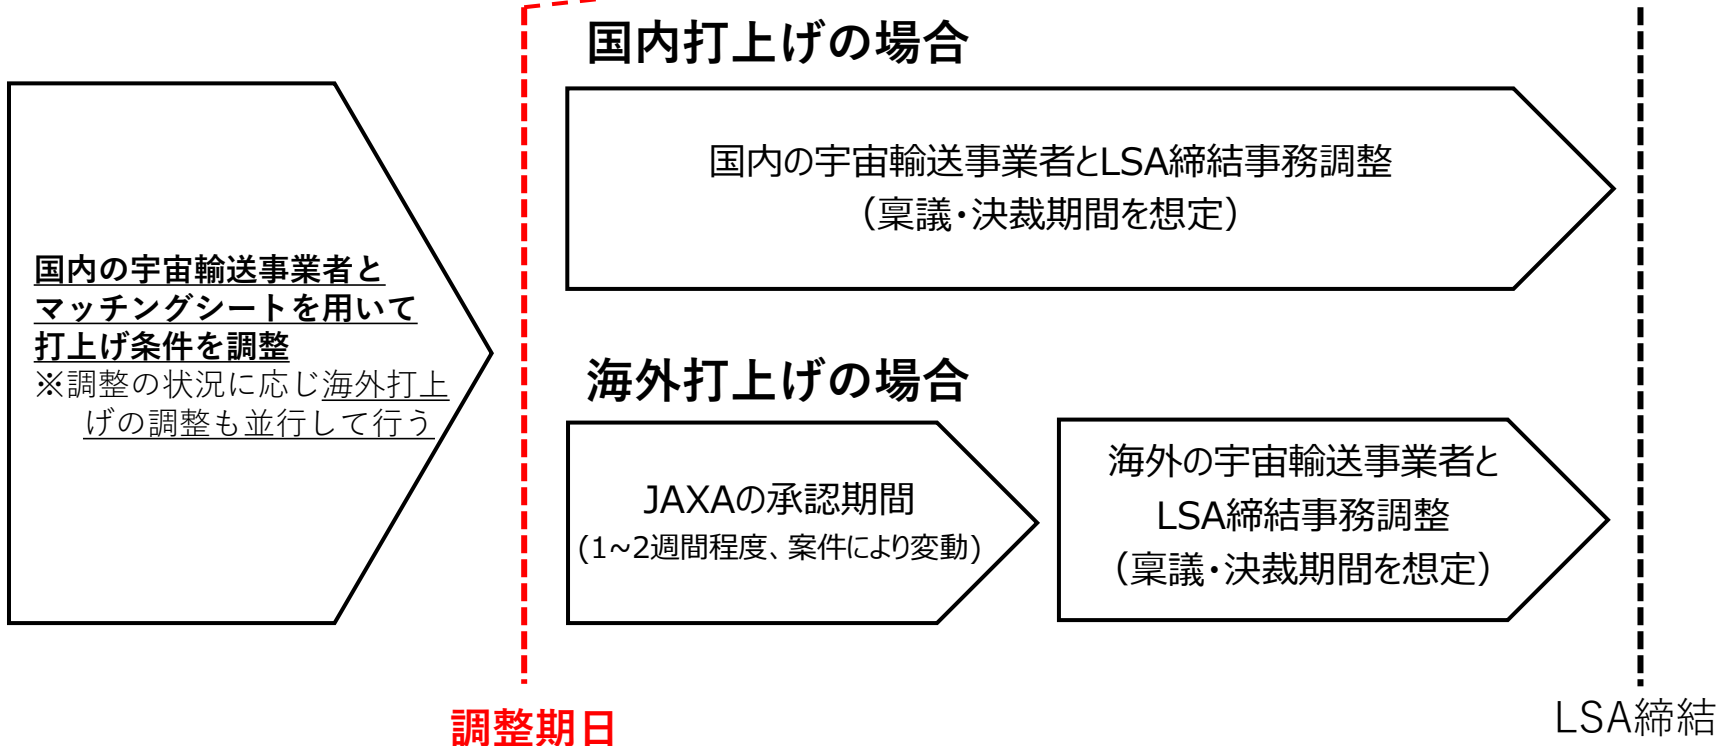 国内打上げの場合
国内の宇宙輸送事業者とLSA締結事務調整
（稟議・決裁期間を想定）
国内の宇宙輸送事業者と
マッチングシートを用いて
打上げ条件を調整
※調整の状況に応じ海外打上
げの調整も並行して行う
海外打上げの場合
JAXAの承認期間
(1~2週間程度、案件により変動)
海外の宇宙輸送事業者と
LSA締結事務調整
（稟議・決裁期間を想定）
調整期日
LSA締結